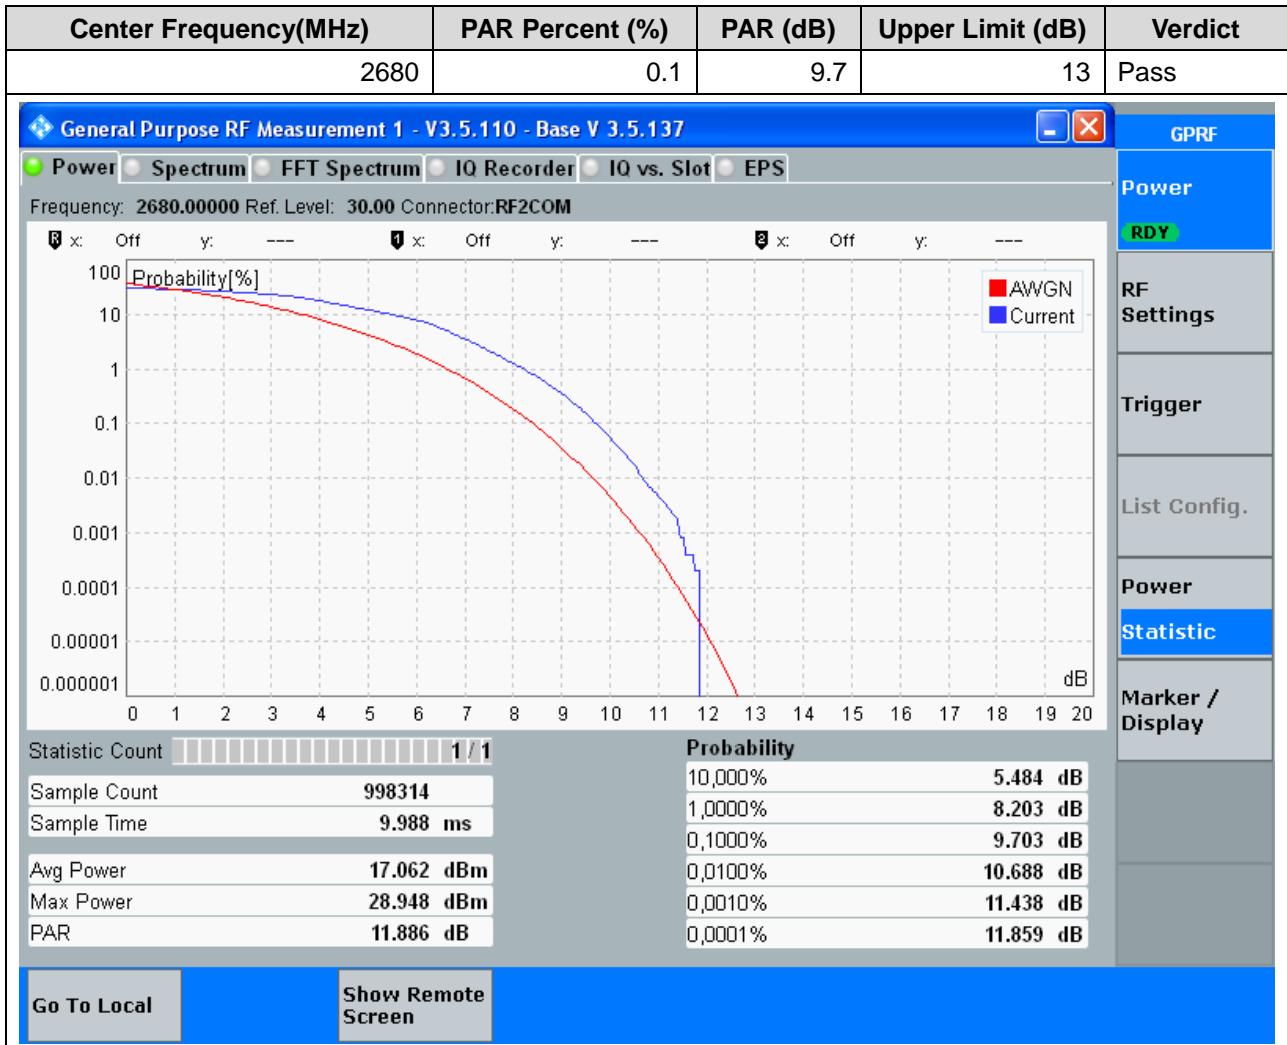 Center Frequency(MHz) PAR Percent (%) PAR (dB) Upper Limit (dB) Verdict
2680 0.1 9.7 13 Pass
General Purpose RF Measurement 1 - V3.5.110 - Base V 3.5.137
GPRF
Power Spectrum FFT Spectrum IQ Recorder IQ vs. Slot EPS
Frequency: 2680.00000 Ref. Level: 30.00 Connector:RF2COM
R x: Off y: --- 1 x: Off y: --- 2 x: Off y: ---
Probability[%]
AWGN
Current
100
10
1
0.1
0.01
0.001
0.0001
0.00001
0.000001
dB
0 1 2 3 4 5 6 7 8 9 10 11 12 13 14 15 16 17 18 19 20
Statistic Count 1 / 1
Sample Count 998314
Sample Time 9.988 ms
Avg Power 17.062 dBm
Max Power 28.948 dBm
PAR 11.886 dB
Probability
10,000% 5.484 dB
1,0000% 8.203 dB
0,1000% 9.703 dB
0,0100% 10.688 dB
0,0010% 11.438 dB
0,0001% 11.859 dB
Power
RDY
RF
Settings
Trigger
List Config.
Power
Statistic
Marker /
Display
Go To Local
Show Remote
Screen